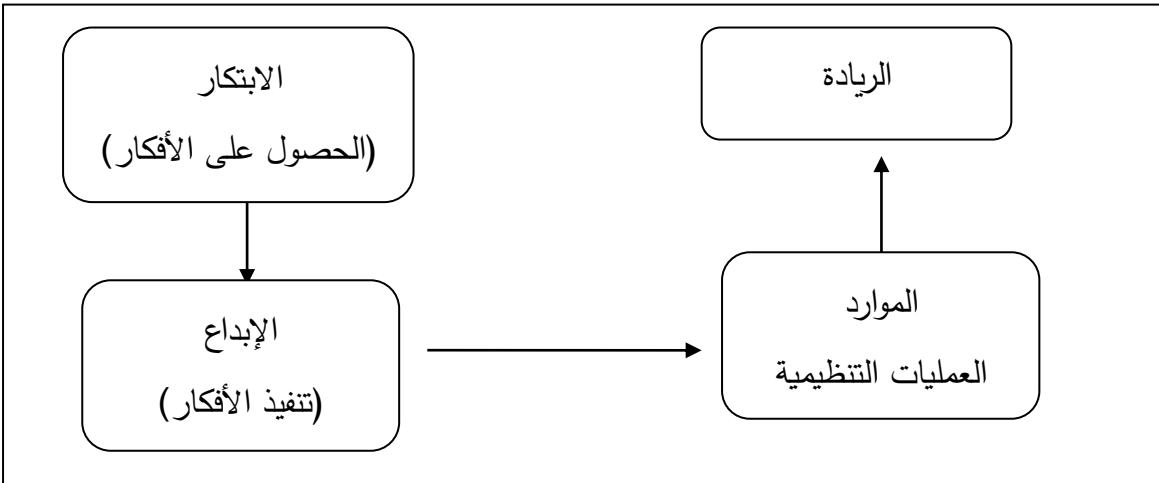 الابتكار
(الحصول على الأفكار)
الإبداع
(تنفيذ الأفكار)
الموارد
العمليات التنظيمية
الريادة